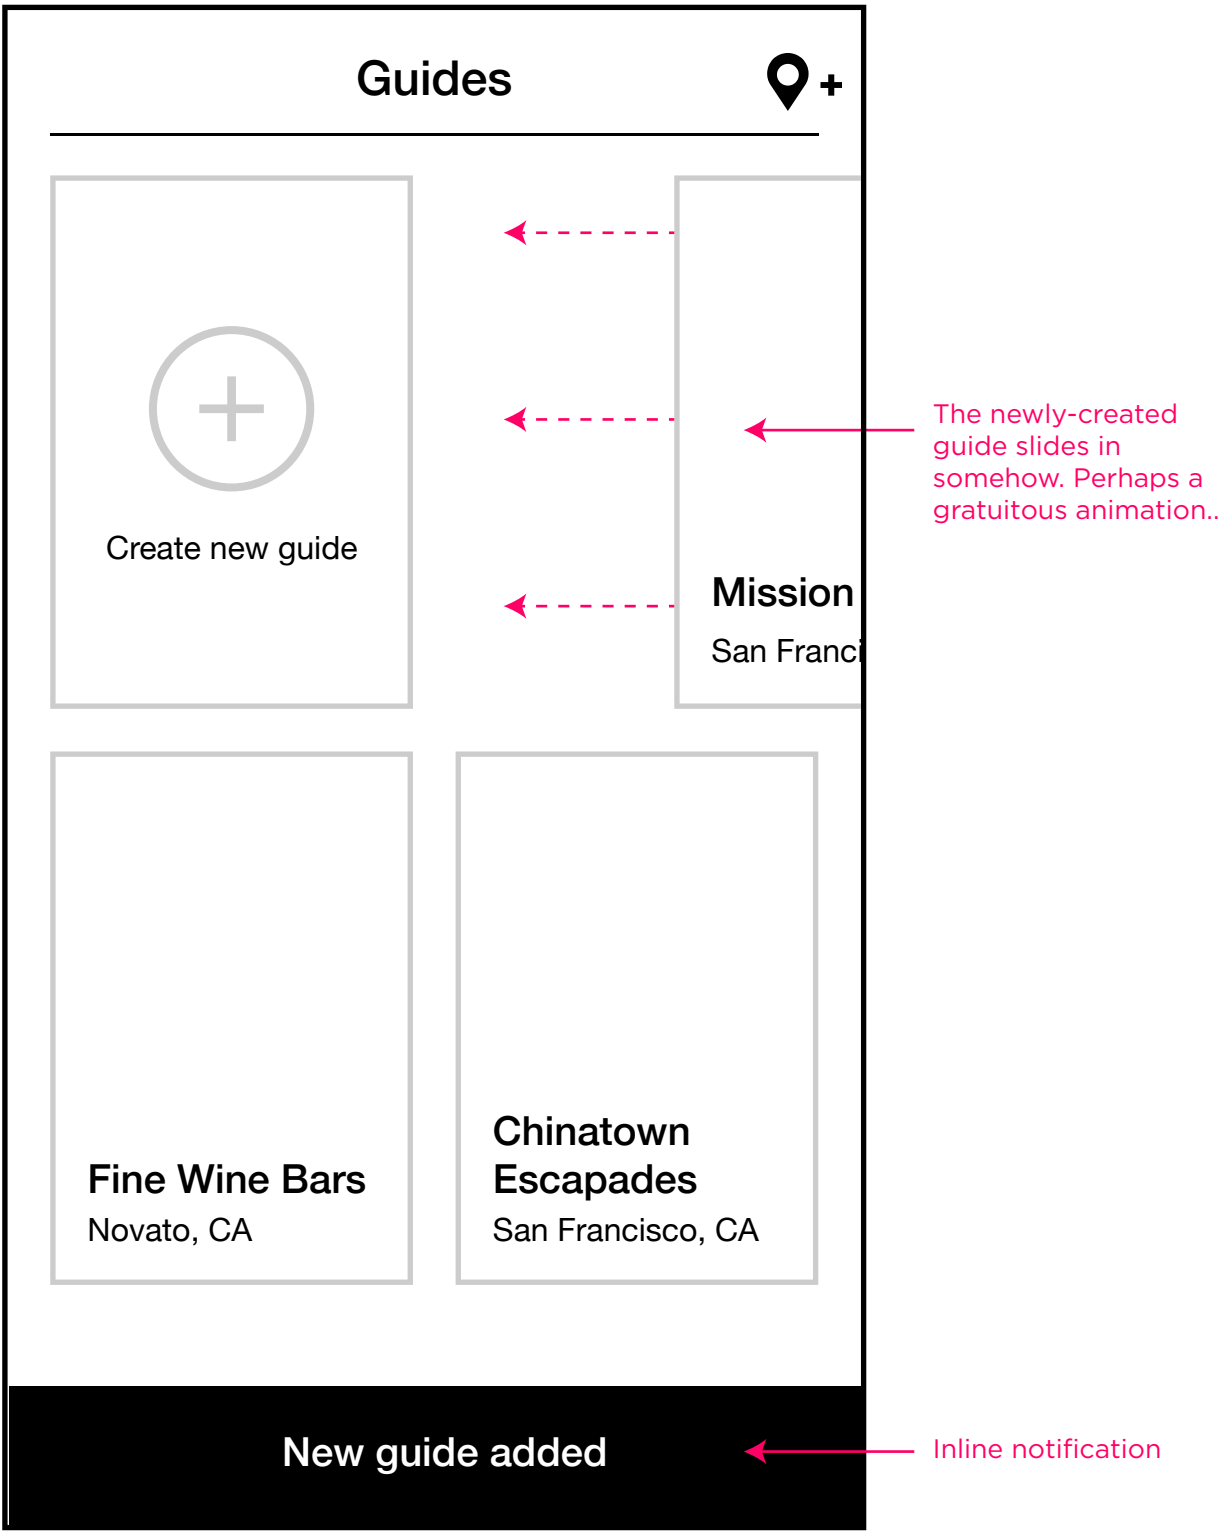 Guides
+
Create new guide
Mission
San Franci
The newly-created
guide slides in
somehow. Perhaps a
gratuitous animation..
Fine Wine Bars
Novato, CA
Chinatown
Escapades
San Francisco, CA
New guide added
Inline notification